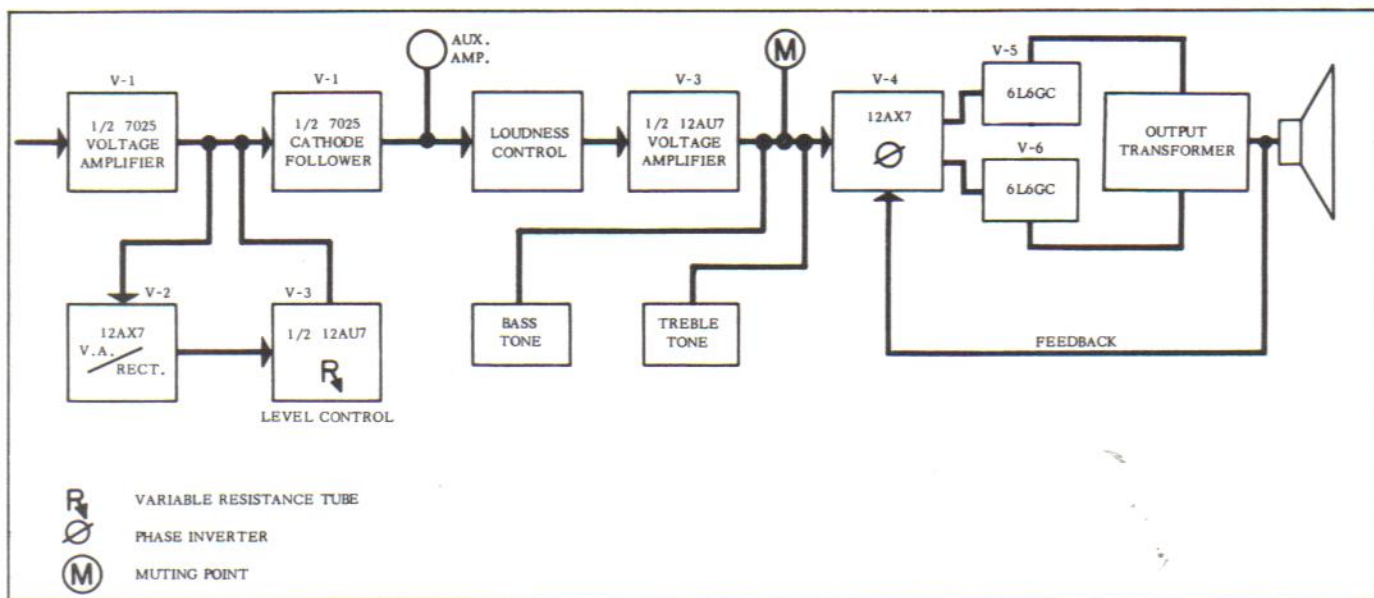 AUX.
AMP.
M
V-1
V-1
V-3
V-4
V-5
6L6GC
1/2 7025
VOLTAGE
AMPLIFIER
1/2 7025
CATHODE
FOLLOWER
LOUDNESS
CONTROL
1/2 12AU7
VOLTAGE
AMPLIFIER
12AX7
Ø
V-6
6L6GC
OUTPUT
TRANSFORMER
V-2
12AX7
V.A.
RECT.
V-3
1/2 12AU7
R
LEVEL CONTROL
BASS
TONE
TREBLE
TONE
FEEDBACK
R VARIABLE RESISTANCE TUBE
Ø PHASE INVERTER
M MUTING POINT